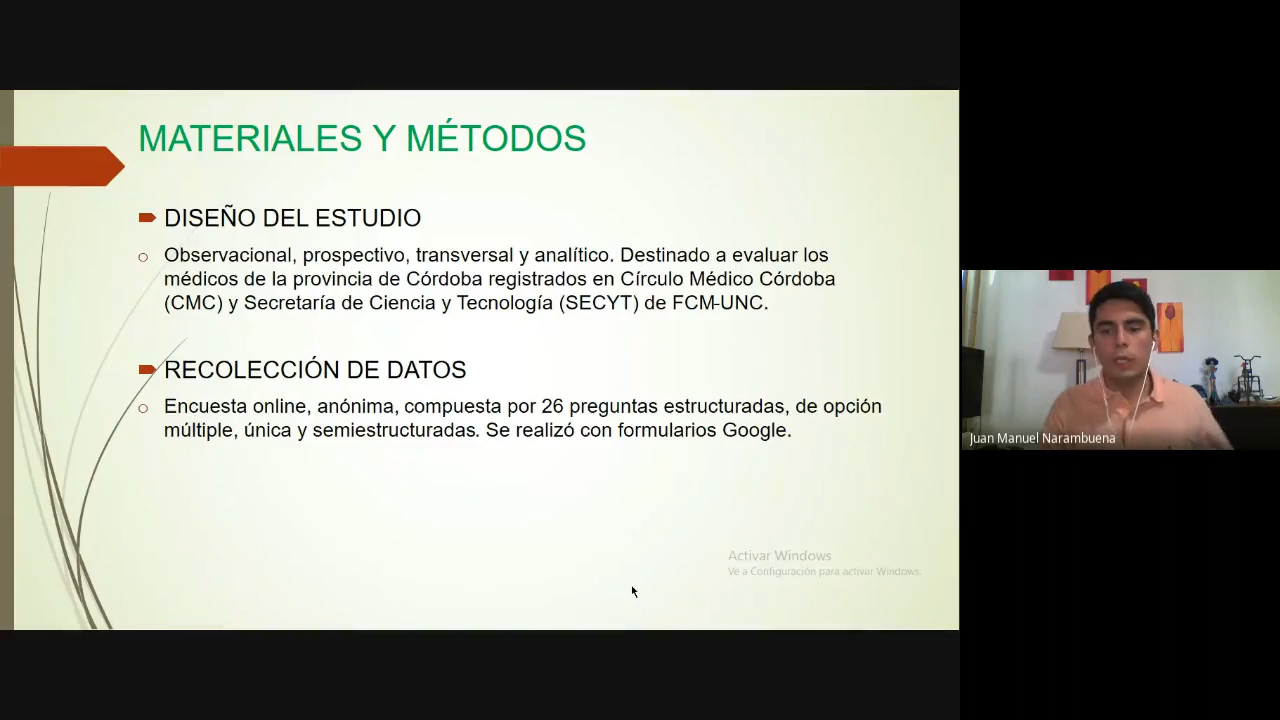 MATERIALES Y MÉTODOS
DISEÑO DEL ESTUDIO
Observacional, prospectivo, transversal y analítico. Destinado a evaluar los
médicos de la provincia de Córdoba registrados en Círculo Médico Córdoba
(CMC) y Secretaría de Ciencia y Tecnología (SECYT) de FCM-UNC.
RECOLECCIÓN DE DATOS
Encuesta online, anónima, compuesta por 26 preguntas estructuradas, de opción
múltiple, única y semiestructuradas. Se realizó con formularios Google.
Activar Windows
Ve a Configuración para activar Windows.
Juan Manuel Narambuena